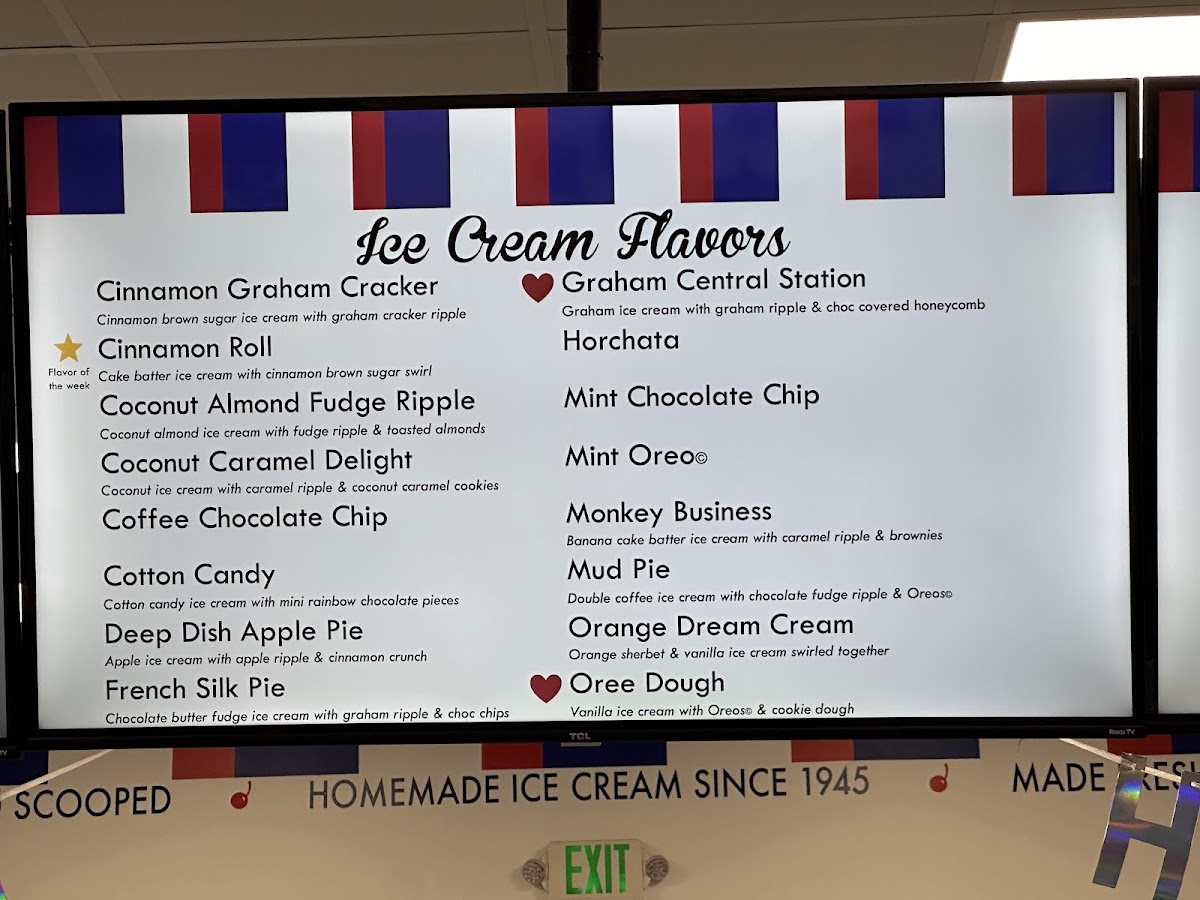 Ice Cream Flavors
Cinnamon Graham Cracker
Cinnamon brown sugar ice cream with graham cracker ripple
Flavor of
the week
Cinnamon Roll
Cake batter ice cream with cinnamon brown sugar swirl
Coconut Almond Fudge Ripple
Coconut almond ice cream with fudge ripple & toasted almonds
Coconut Caramel Delight
Coconut ice cream with caramel ripple & coconut caramel cookies
Coffee Chocolate Chip
Cotton Candy
Cotton candy ice cream with mini rainbow chocolate pieces
Deep Dish Apple Pie
Apple ice cream with apple ripple & cinnamon crunch
French Silk Pie
Chocolate butter fudge ice cream with graham ripple & choc chips
Graham Central Station
Graham ice cream with graham ripple & choc covered honeycomb
Horchata
Mint Chocolate Chip
Mint Oreo©
Monkey Business
Banana cake batter ice cream with caramel ripple & brownies
Mud Pie
Double coffee ice cream with chocolate fudge ripple & Oreos©
Orange Dream Cream
Orange sherbet & vanilla ice cream swirled together
Oree Dough
Vanilla ice cream with Oreos© & cookie dough
TCL
Roku TV
SCOOPED
HOMEMADE ICE CREAM SINCE 1945
MADE
H
EXIT